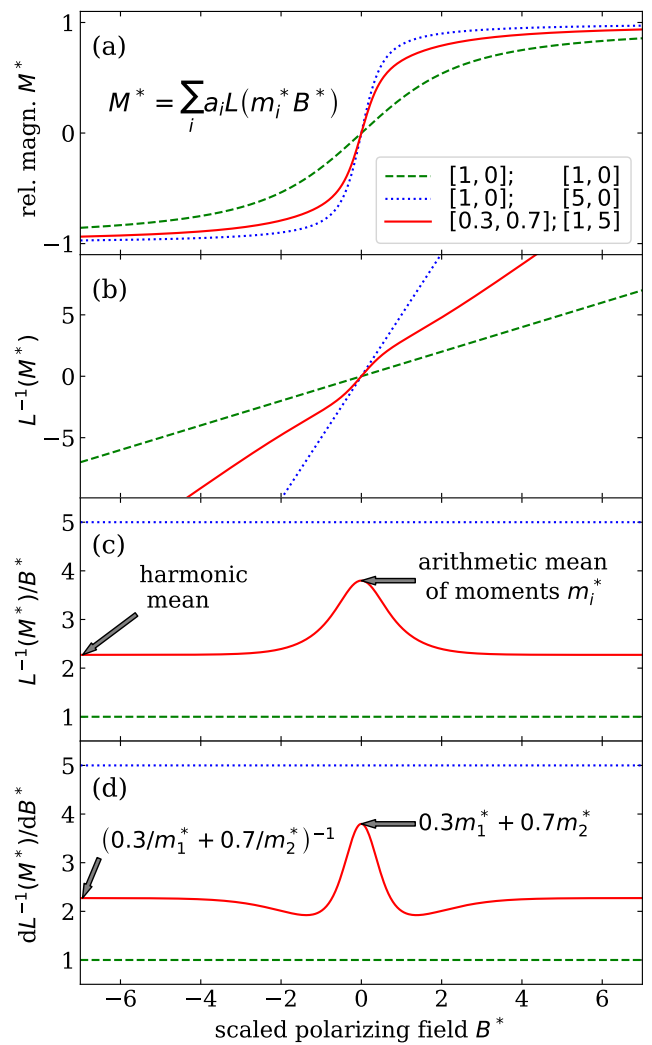 (a)
1
0
−1
rel. magn. M*
M* = ∑ᵢ aᵢL(mᵢ*B*)
[1, 0]; [1, 0]
[1, 0]; [5, 0]
[0.3, 0.7]; [1, 5]
(b)
5
0
−5
L⁻¹(M*)
(c)
5
4
3
2
1
L⁻¹(M*)/B*
harmonic
mean
arithmetic mean
of moments mᵢ*
(d)
5
4
3
2
1
dL⁻¹(M*)/dB*
(0.3/m₁* + 0.7/m₂*)⁻¹
0.3m₁* + 0.7m₂*
−6 −4 −2 0 2 4 6
scaled polarizing field B*